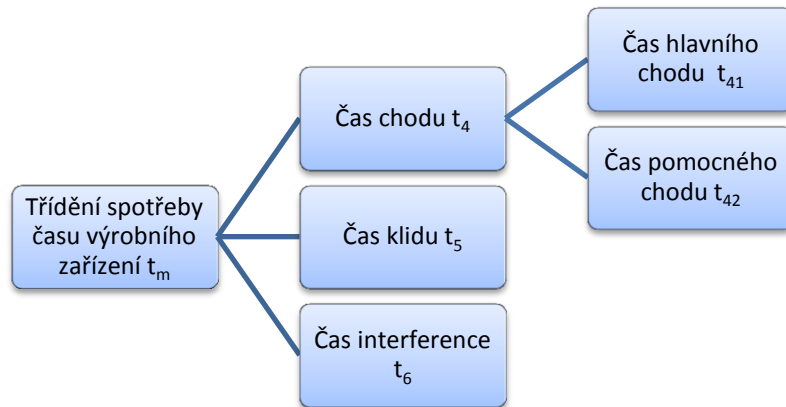 Třídění spotřeby
času výrobního
zařízení tm
Čas chodu t4
Čas hlavního
chodu t41
Čas pomocného
chodu t42
Čas klidu t5
Čas interference
t6